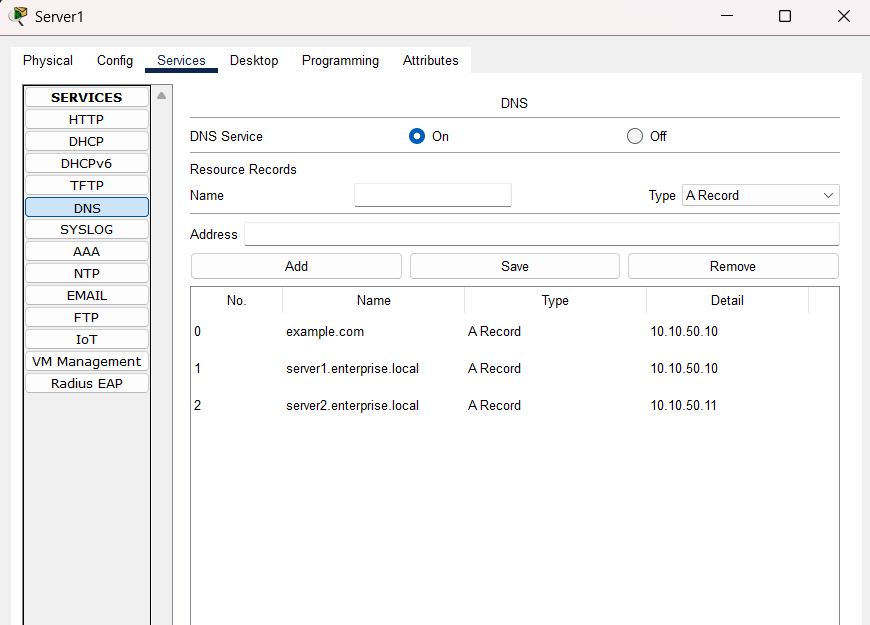 Server1
Physical Config Services Desktop Programming Attributes
SERVICES
HTTP
DHCP
DHCPv6
TFTP
DNS
SYSLOG
AAA
NTP
EMAIL
FTP
IoT
VM Management
Radius EAP
DNS
DNS Service On Off
Resource Records
Name Type A Record
Address
Add Save Remove
No. Name Type Detail
0 example.com A Record 10.10.50.10
1 server1.enterprise.local A Record 10.10.50.10
2 server2.enterprise.local A Record 10.10.50.11